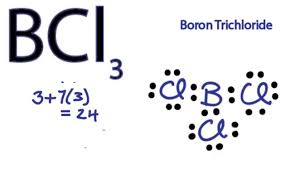 BCl3
Boron Trichloride
3+7(3)
= 24
Cl B Cl
Cl